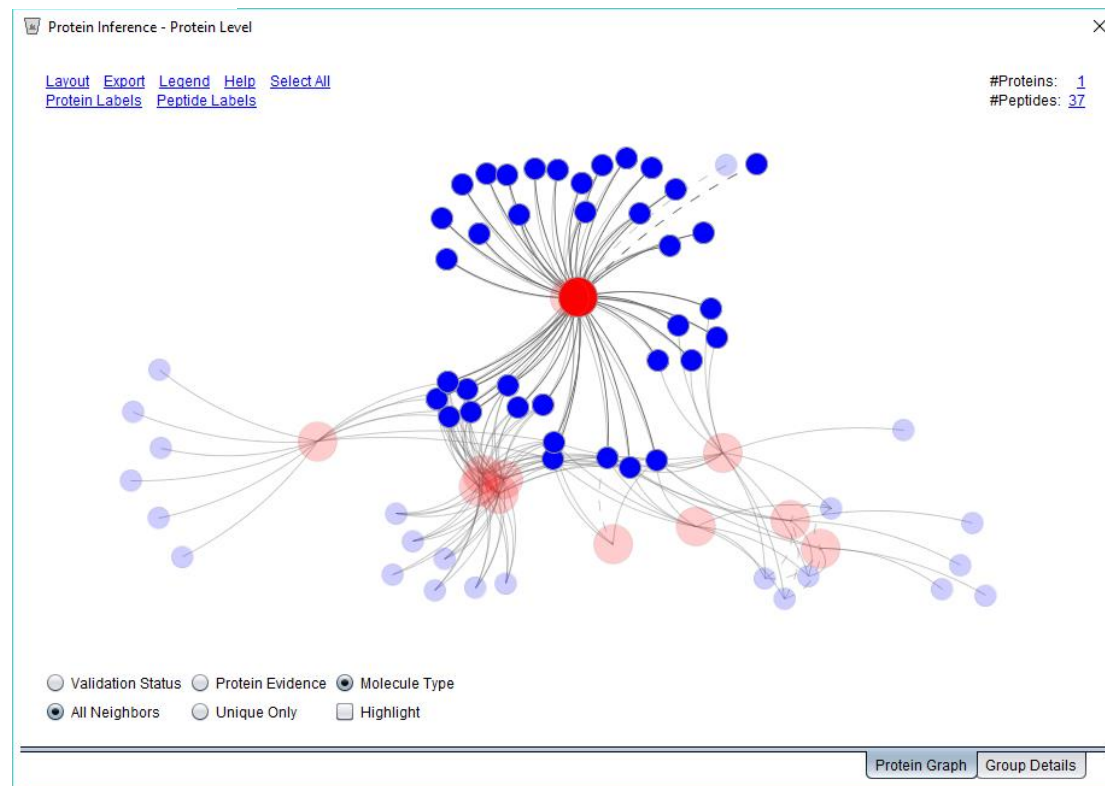 Protein Inference - Protein Level
Layout Export Legend Help Select All
#Proteins: 1
Protein Labels Peptide Labels
#Peptides: 37
Validation Status Protein Evidence Molecule Type
All Neighbors Unique Only Highlight
Protein Graph Group Details